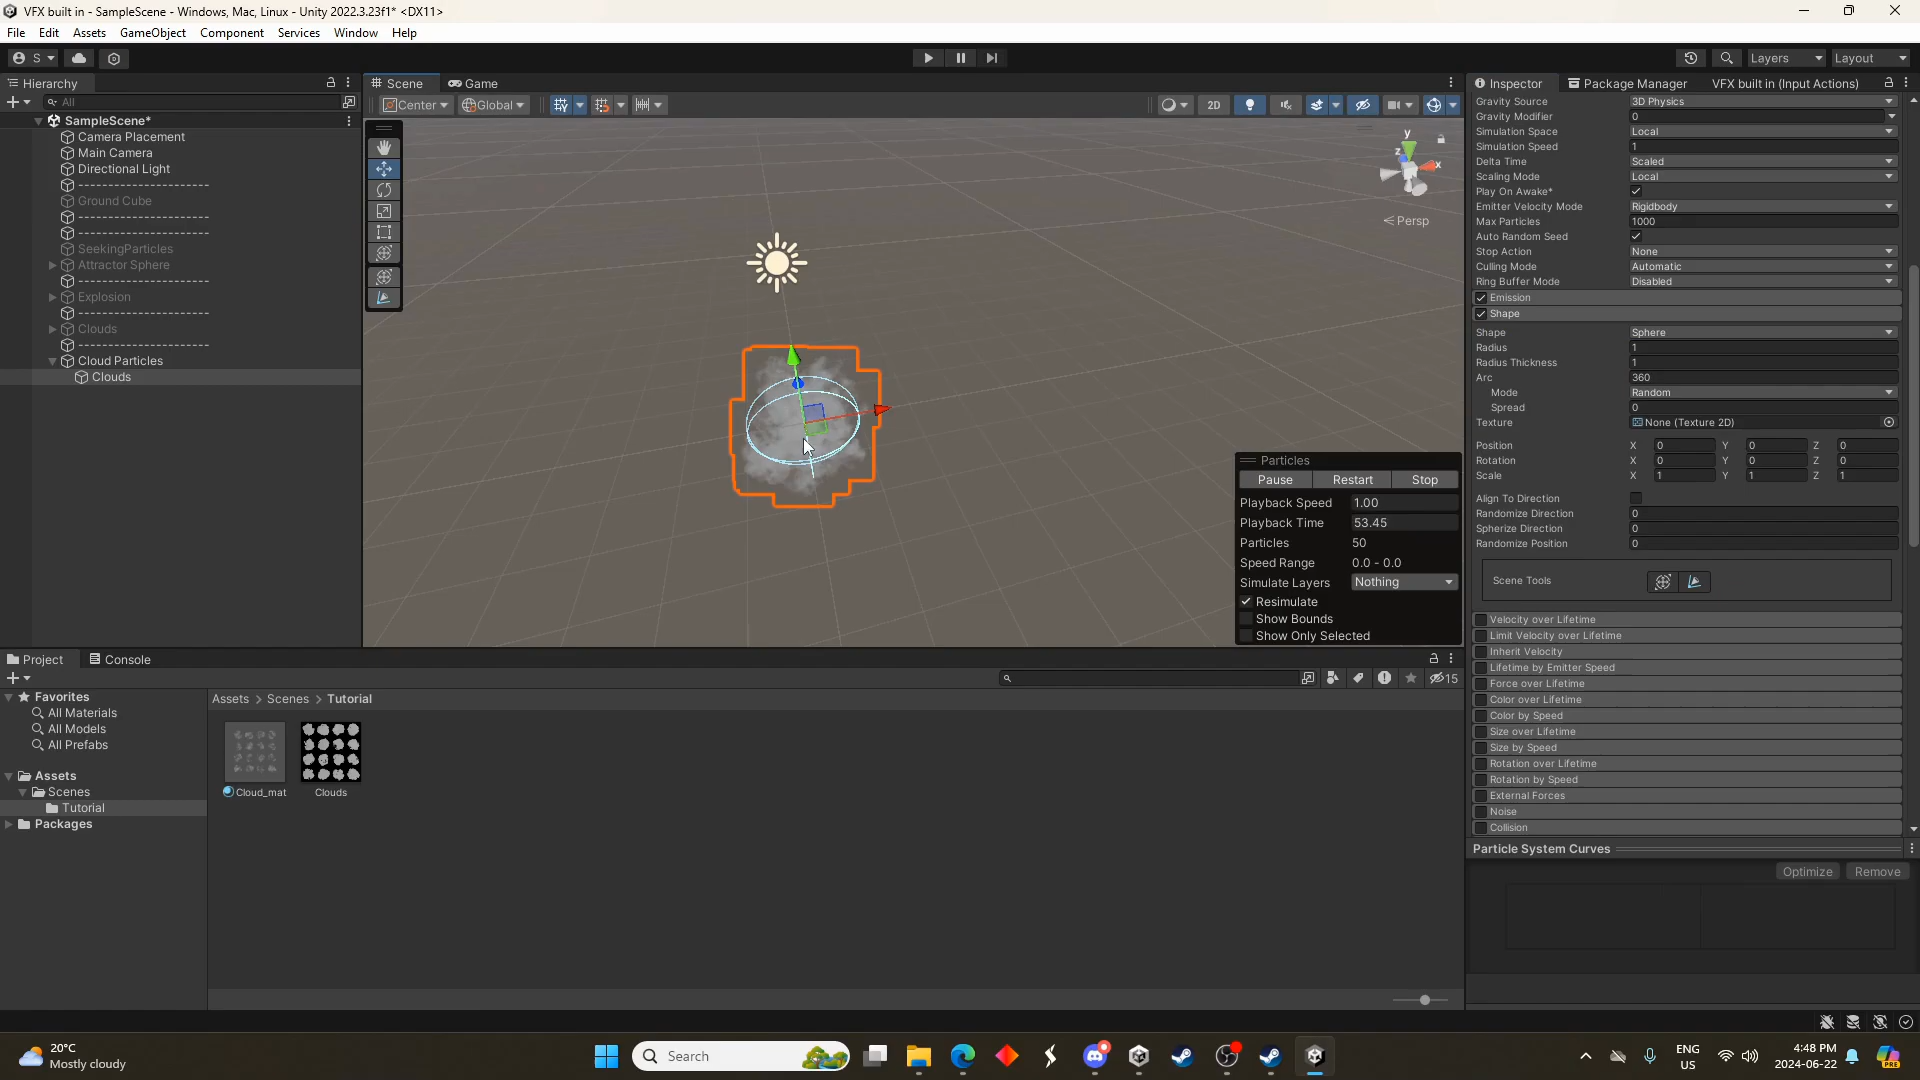 VFX built in - SampleScene - Windows, Mac, Linux - Unity 2022.3.23f1* <DX11>
File Edit Assets GameObject Component Services Window Help
S
Layers
Layout
Hierarchy
All
SampleScene*
Camera Placement
Main Camera
Directional Light
Ground Cube
SeekingParticles
Attractor Sphere
Explosion
Clouds
Cloud Particles
Clouds
Scene
Game
Center
Global
2D
y
z
x
Persp
Particles
Pause Restart Stop
Playback Speed 1.00
Playback Time 53.45
Particles 50
Speed Range 0.0 - 0.0
Simulate Layers Nothing
Resimulate
Show Bounds
Show Only Selected
Inspector Package Manager VFX built in (Input Actions)
Gravity Source 3D Physics
Gravity Modifier 0
Simulation Space Local
Simulation Speed 1
Delta Time Scaled
Scaling Mode Local
Play On Awake*
Emitter Velocity Mode Rigidbody
Max Particles 1000
Auto Random Seed
Stop Action None
Culling Mode Automatic
Ring Buffer Mode Disabled
Emission
Shape
Shape Sphere
Radius 1
Radius Thickness 1
Arc 360
Mode Random
Spread 0
Texture None (Texture 2D)
Position X 0 Y 0 Z 0
Rotation X 0 Y 0 Z 0
Scale X 1 Y 1 Z 1
Align To Direction
Randomize Direction 0
Spherize Direction 0
Randomize Position 0
Scene Tools
Velocity over Lifetime
Limit Velocity over Lifetime
Inherit Velocity
Lifetime by Emitter Speed
Force over Lifetime
Color over Lifetime
Color by Speed
Size over Lifetime
Size by Speed
Rotation over Lifetime
Rotation by Speed
External Forces
Noise
Collision
Particle System Curves
Optimize Remove
Project Console
15
Favorites
All Materials
All Models
All Prefabs
Assets
Scenes
Tutorial
Packages
Assets > Scenes > Tutorial
Cloud_mat
Clouds
20°C
Mostly cloudy
Search
ENG
US
4:48 PM
2024-06-22
PRE